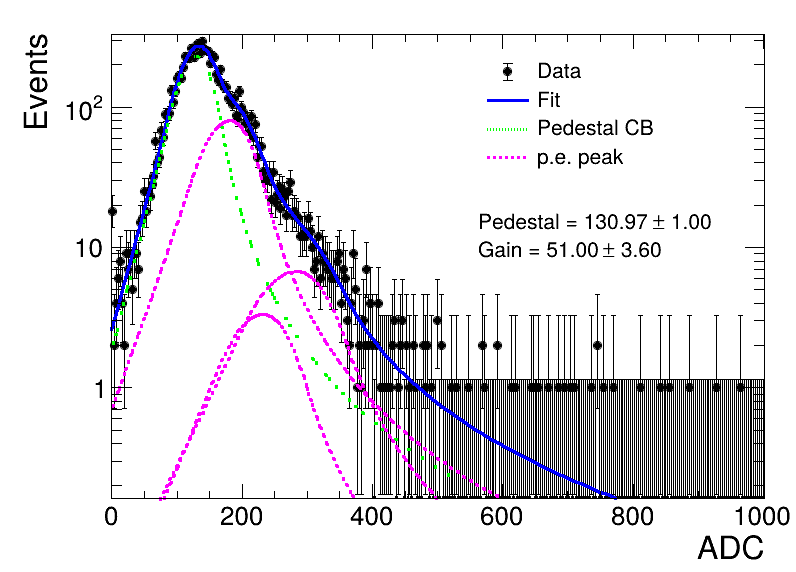 Events
10²
10
1
Data
Fit
Pedestal CB
p.e. peak
Pedestal = 130.97 ± 1.00
Gain = 51.00 ± 3.60
0 200 400 600 800 1000
ADC